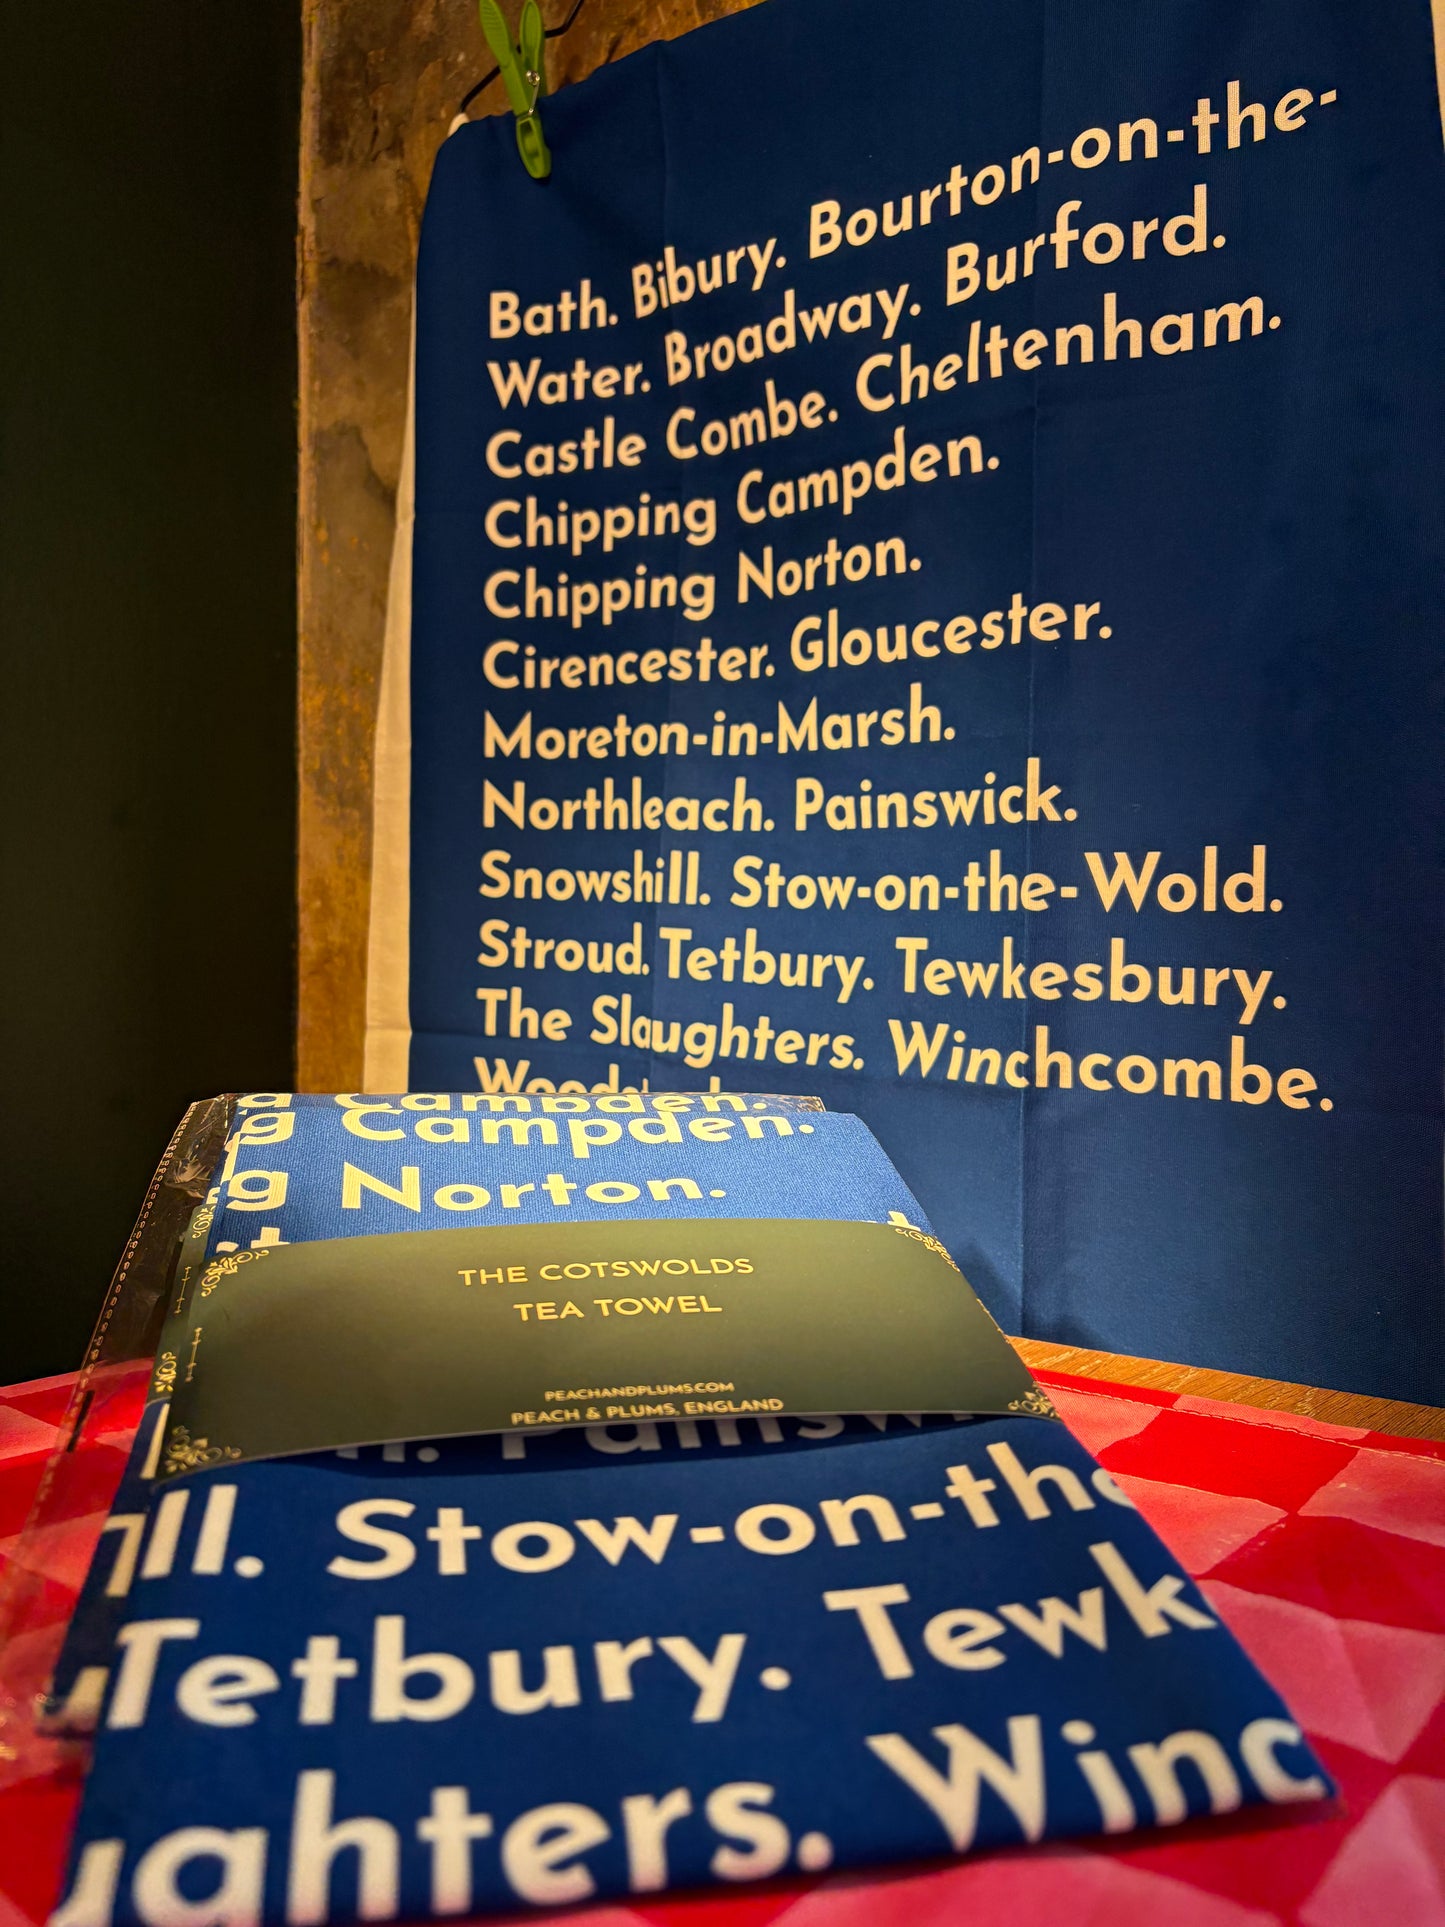 Bath. Bibury. Bourton-on-the-
Water. Broadway. Burford.
Castle Combe. Cheltenham.
Chipping Campden.
Chipping Norton.
Cirencester. Gloucester.
Moreton-in-Marsh.
Northleach. Painswick.
Snowshill. Stow-on-the-Wold.
Stroud. Tetbury. Tewkesbury.
The Slaughters. Winchcombe.
Campden.
g Campden.
g Norton.
THE COTSWOLDS
TEA TOWEL
PEACHANDPLUMS.COM
PEACH & PLUMS, ENGLAND
ll. Stow-on-the
Tetbury. Tewk
ughters. Winc